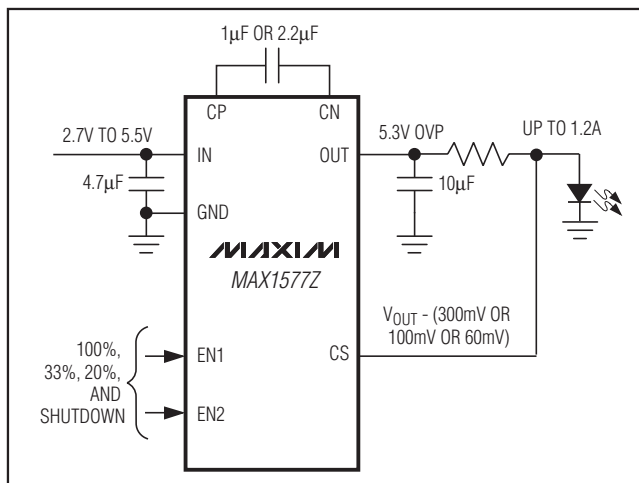 1μF OR 2.2μF
CP
CN
2.7V TO 5.5V
5.3V OVP
UP TO 1.2A
IN
OUT
4.7μF
10μF
GND
MAXIM
MAX1577Z
VOUT - (300mV OR
100mV OR 60mV)
100%,
33%, 20%,
AND
SHUTDOWN
EN1
CS
EN2